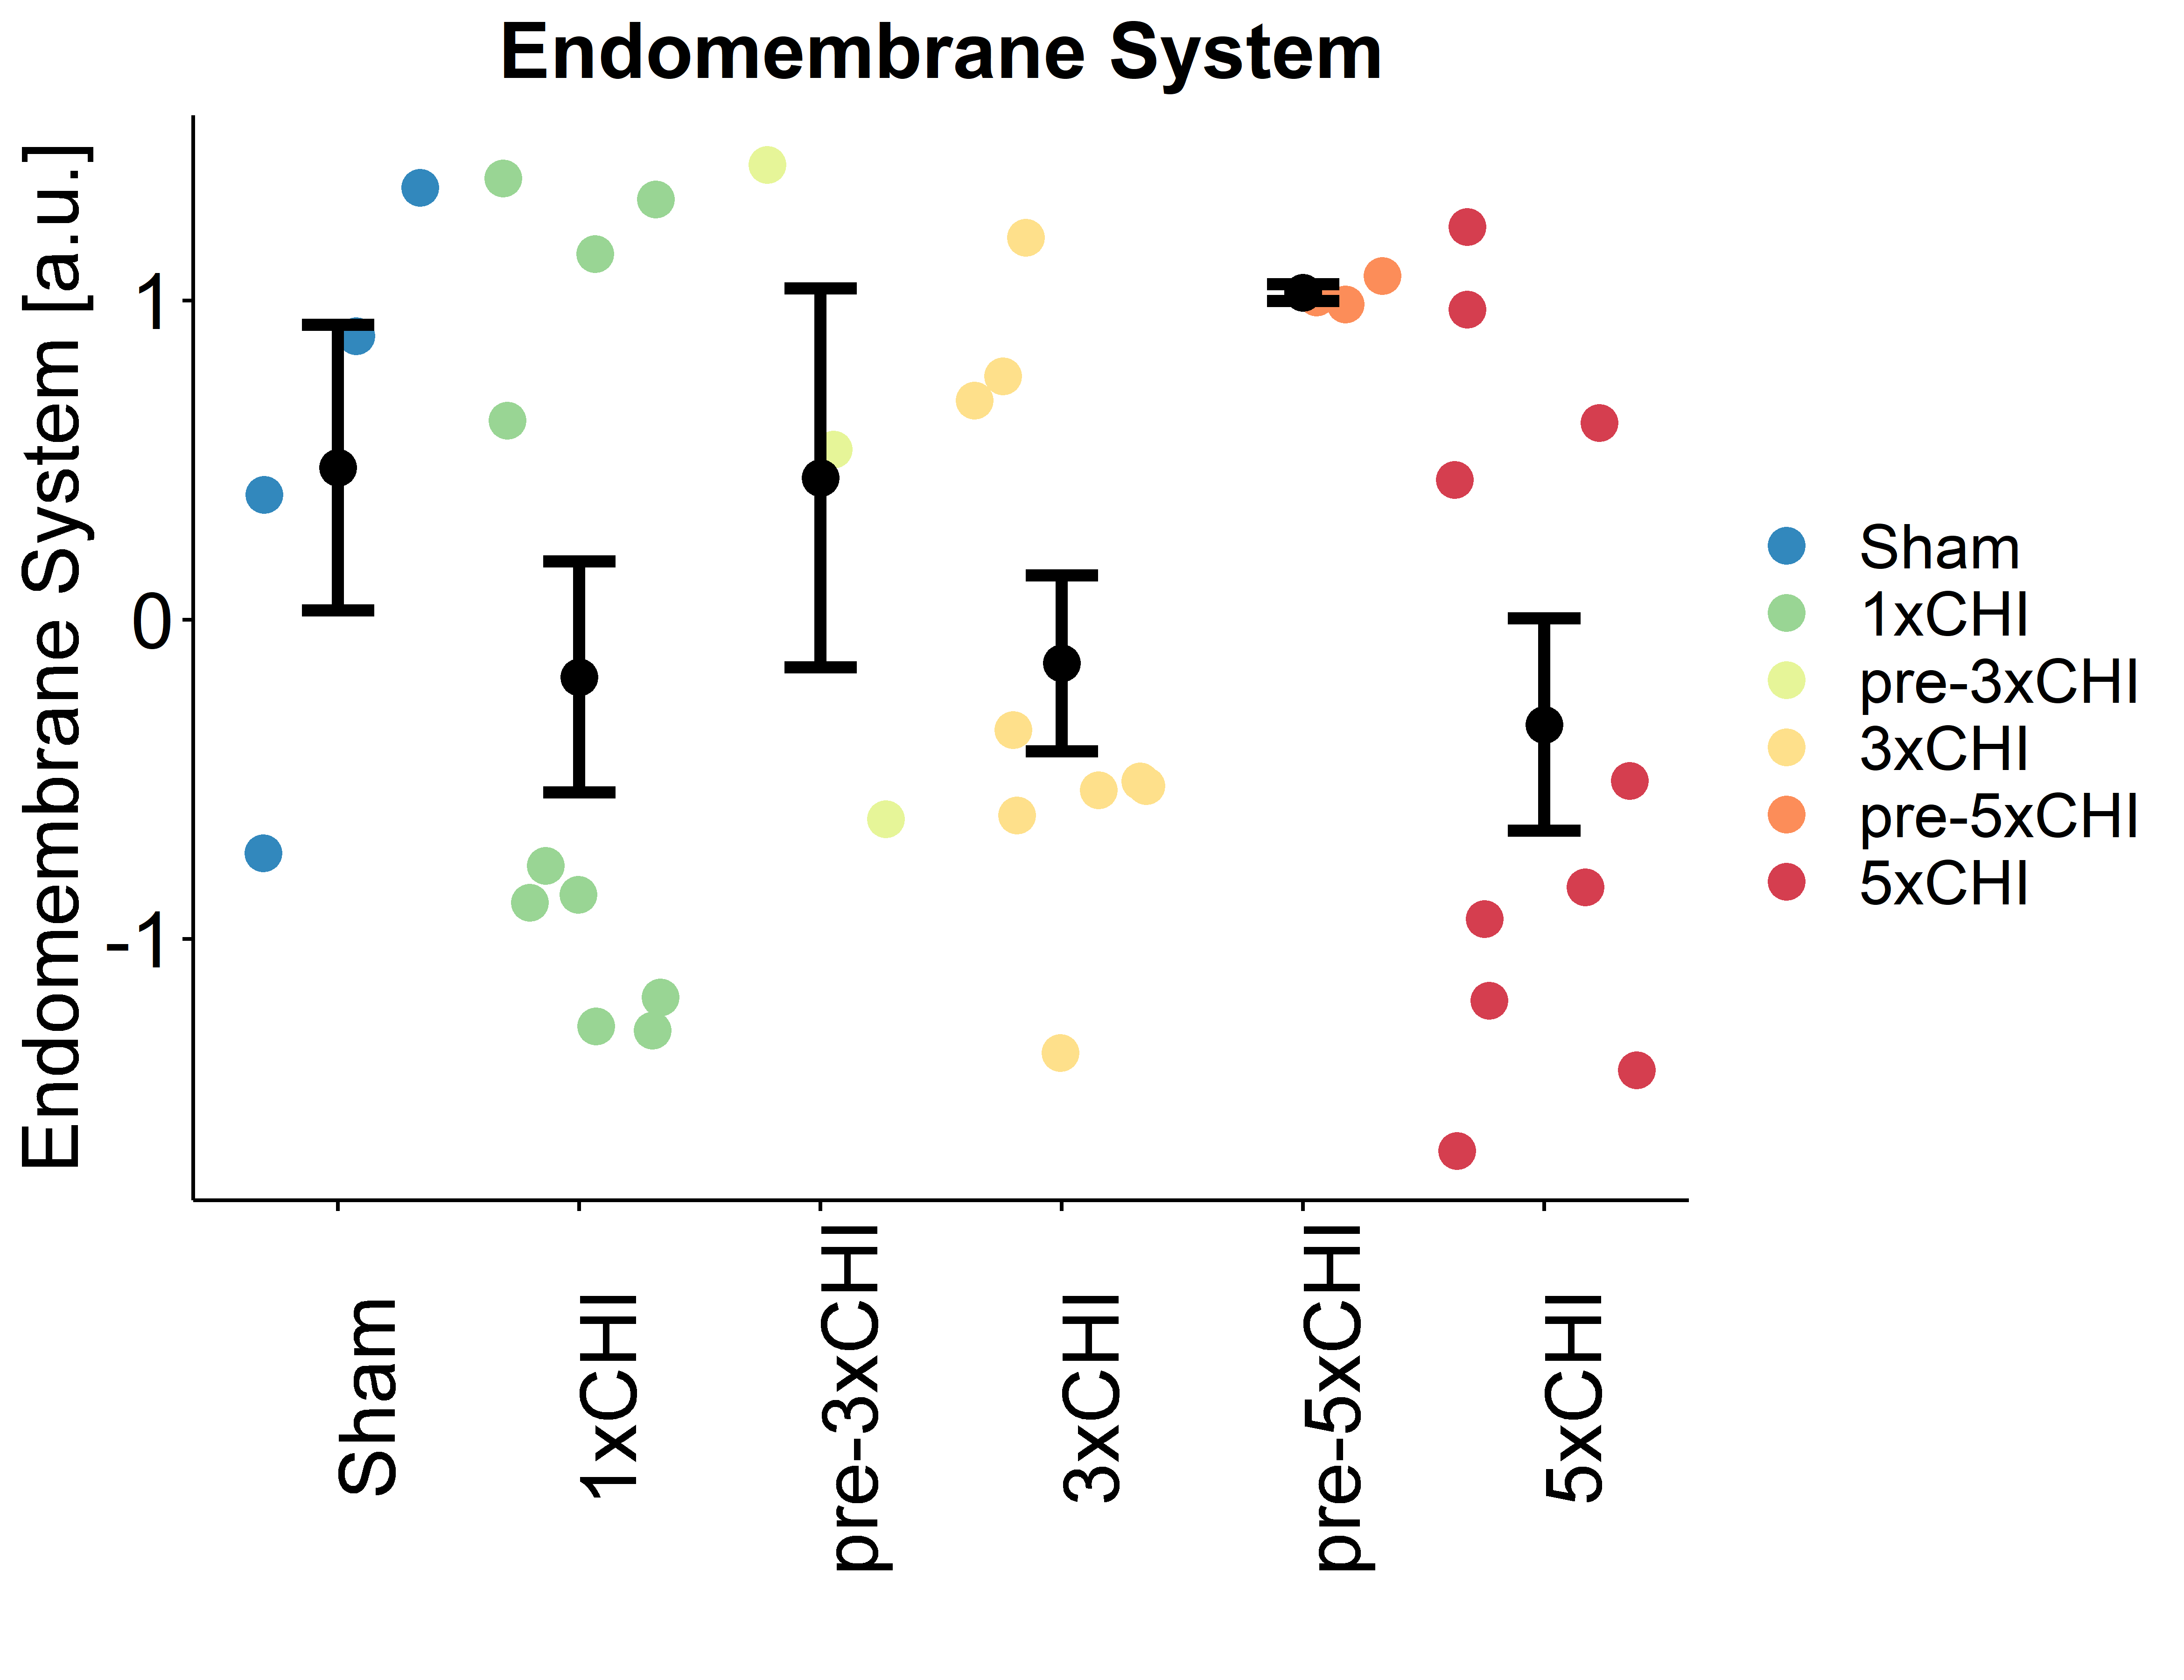 Endomembrane System
Endomembrane System [a.u.]
1
0
-1
Sham
1xCHI
pre-3xCHI
3xCHI
pre-5xCHI
5xCHI
Sham
1xCHI
pre-3xCHI
3xCHI
pre-5xCHI
5xCHI